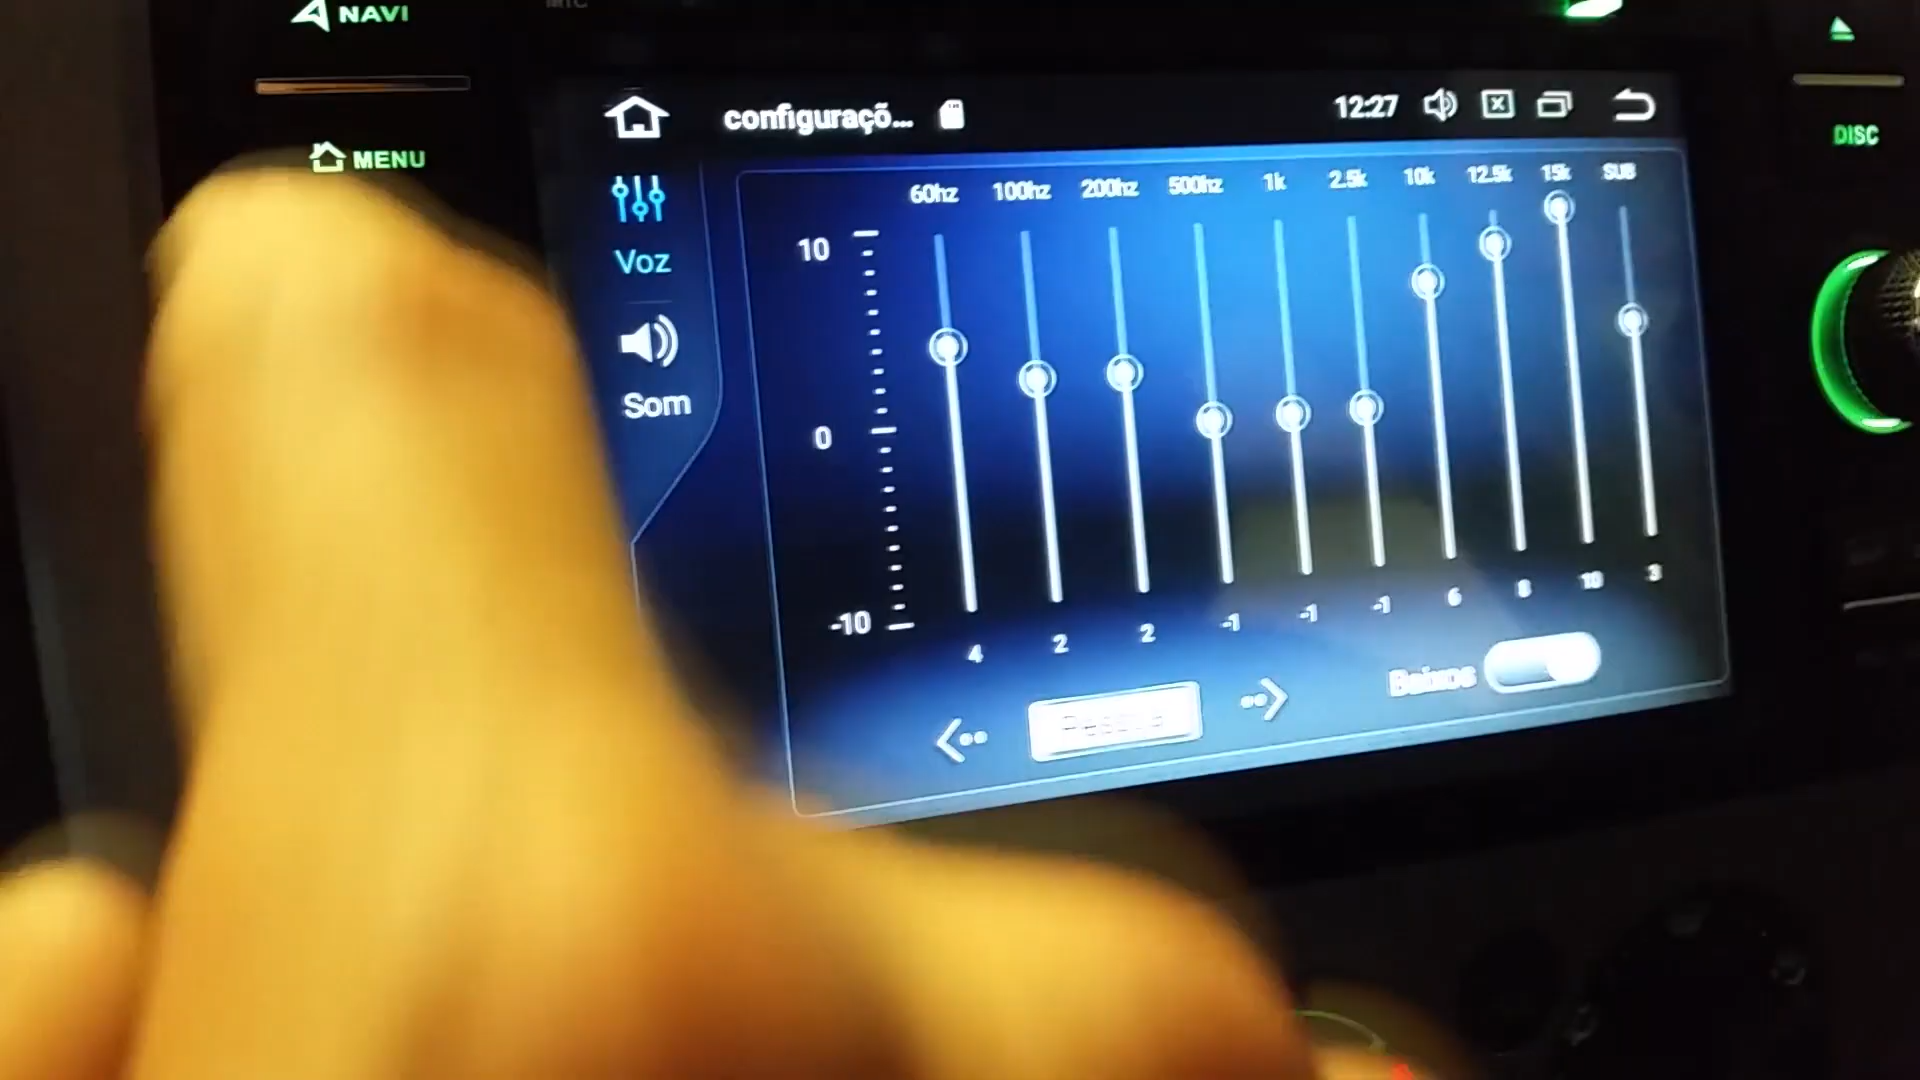 NAVI
MENU
configuraçõ...
12:27
DISC
Voz
Som
60hz 100hz 200hz 500hz 1k 2.5k 10k 12.5k 15k SUB
10
0
-10
4 2 2 -1 -1 -1 6 8 10 3
Baixos